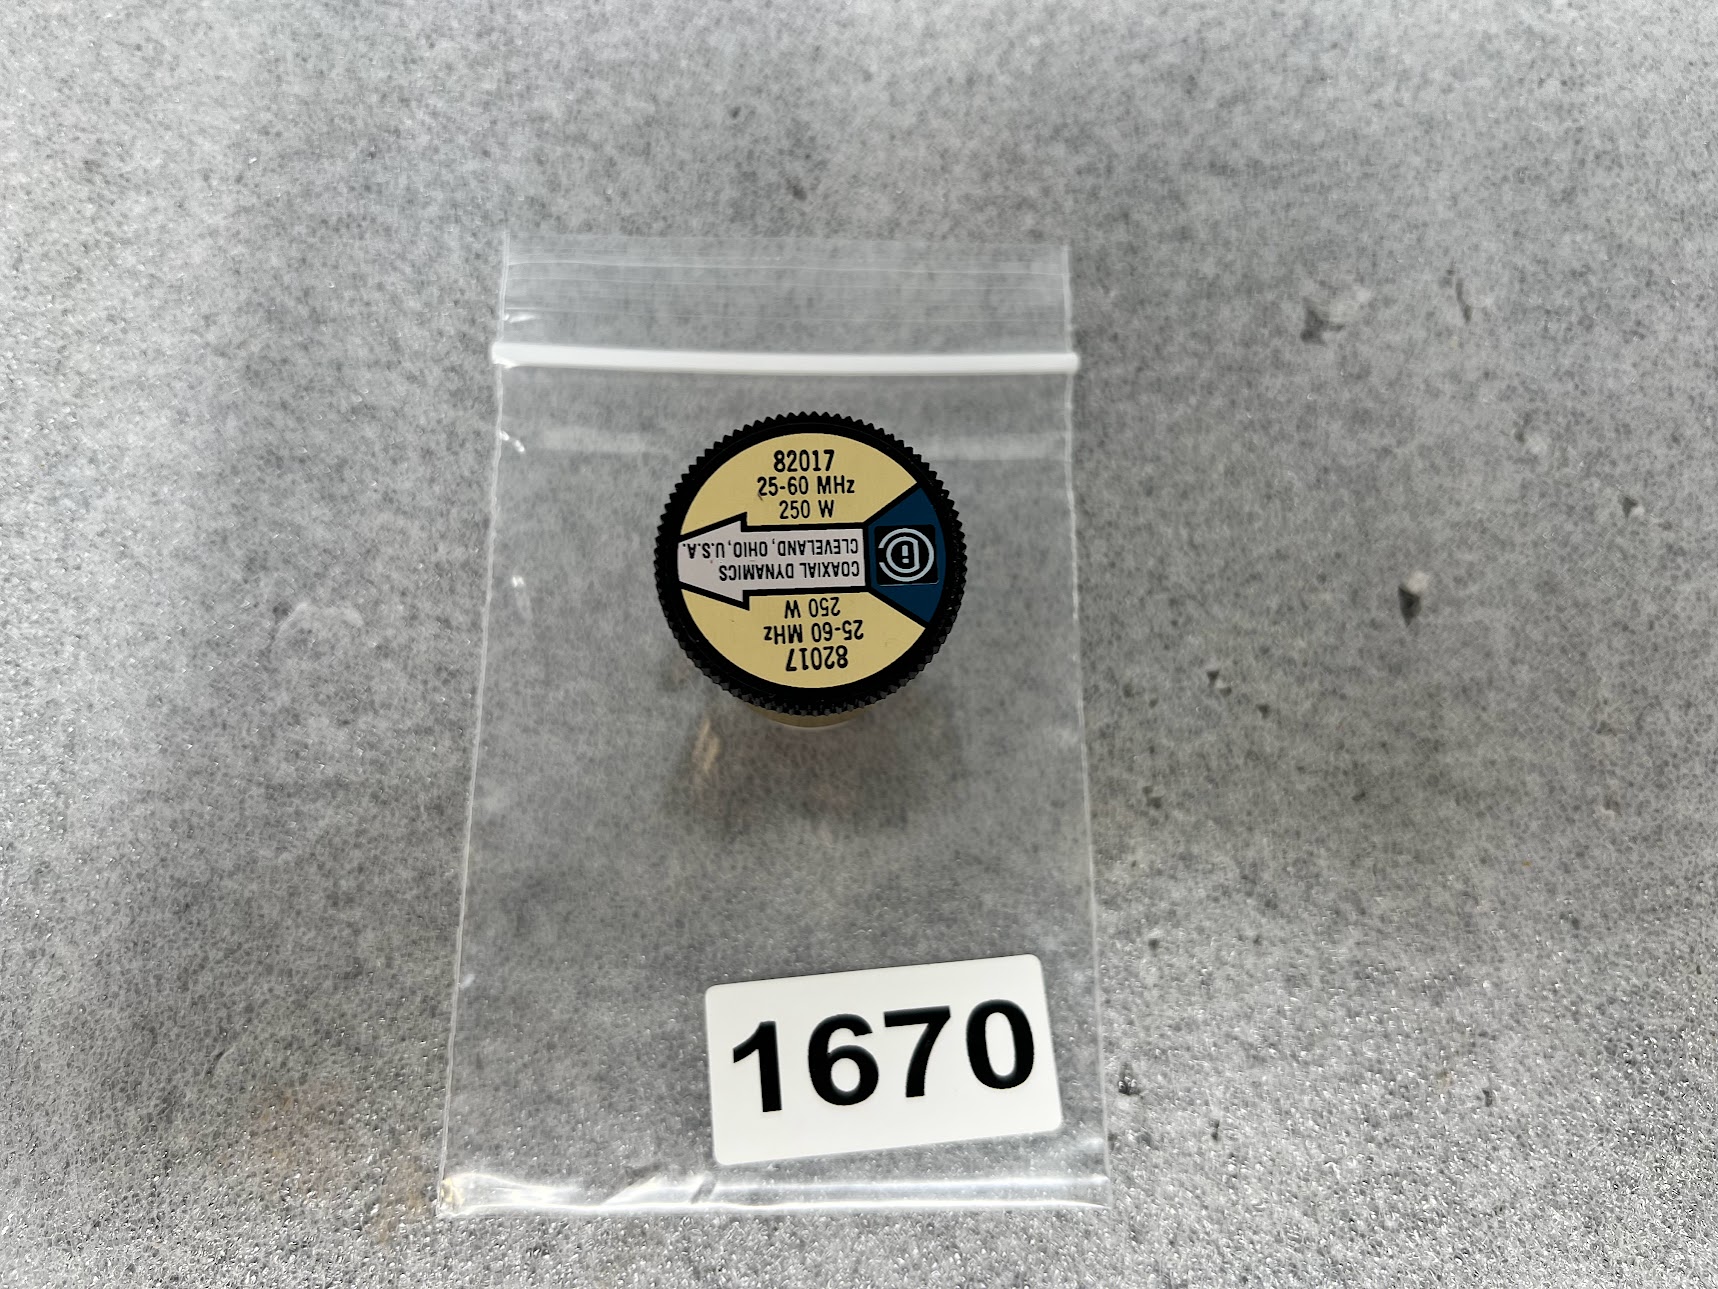 82017
25-60 MHz
250 W
COAXIAL DYNAMICS
CLEVELAND, OHIO, U.S.A.
250 W
25-60 MHz
82017
1670